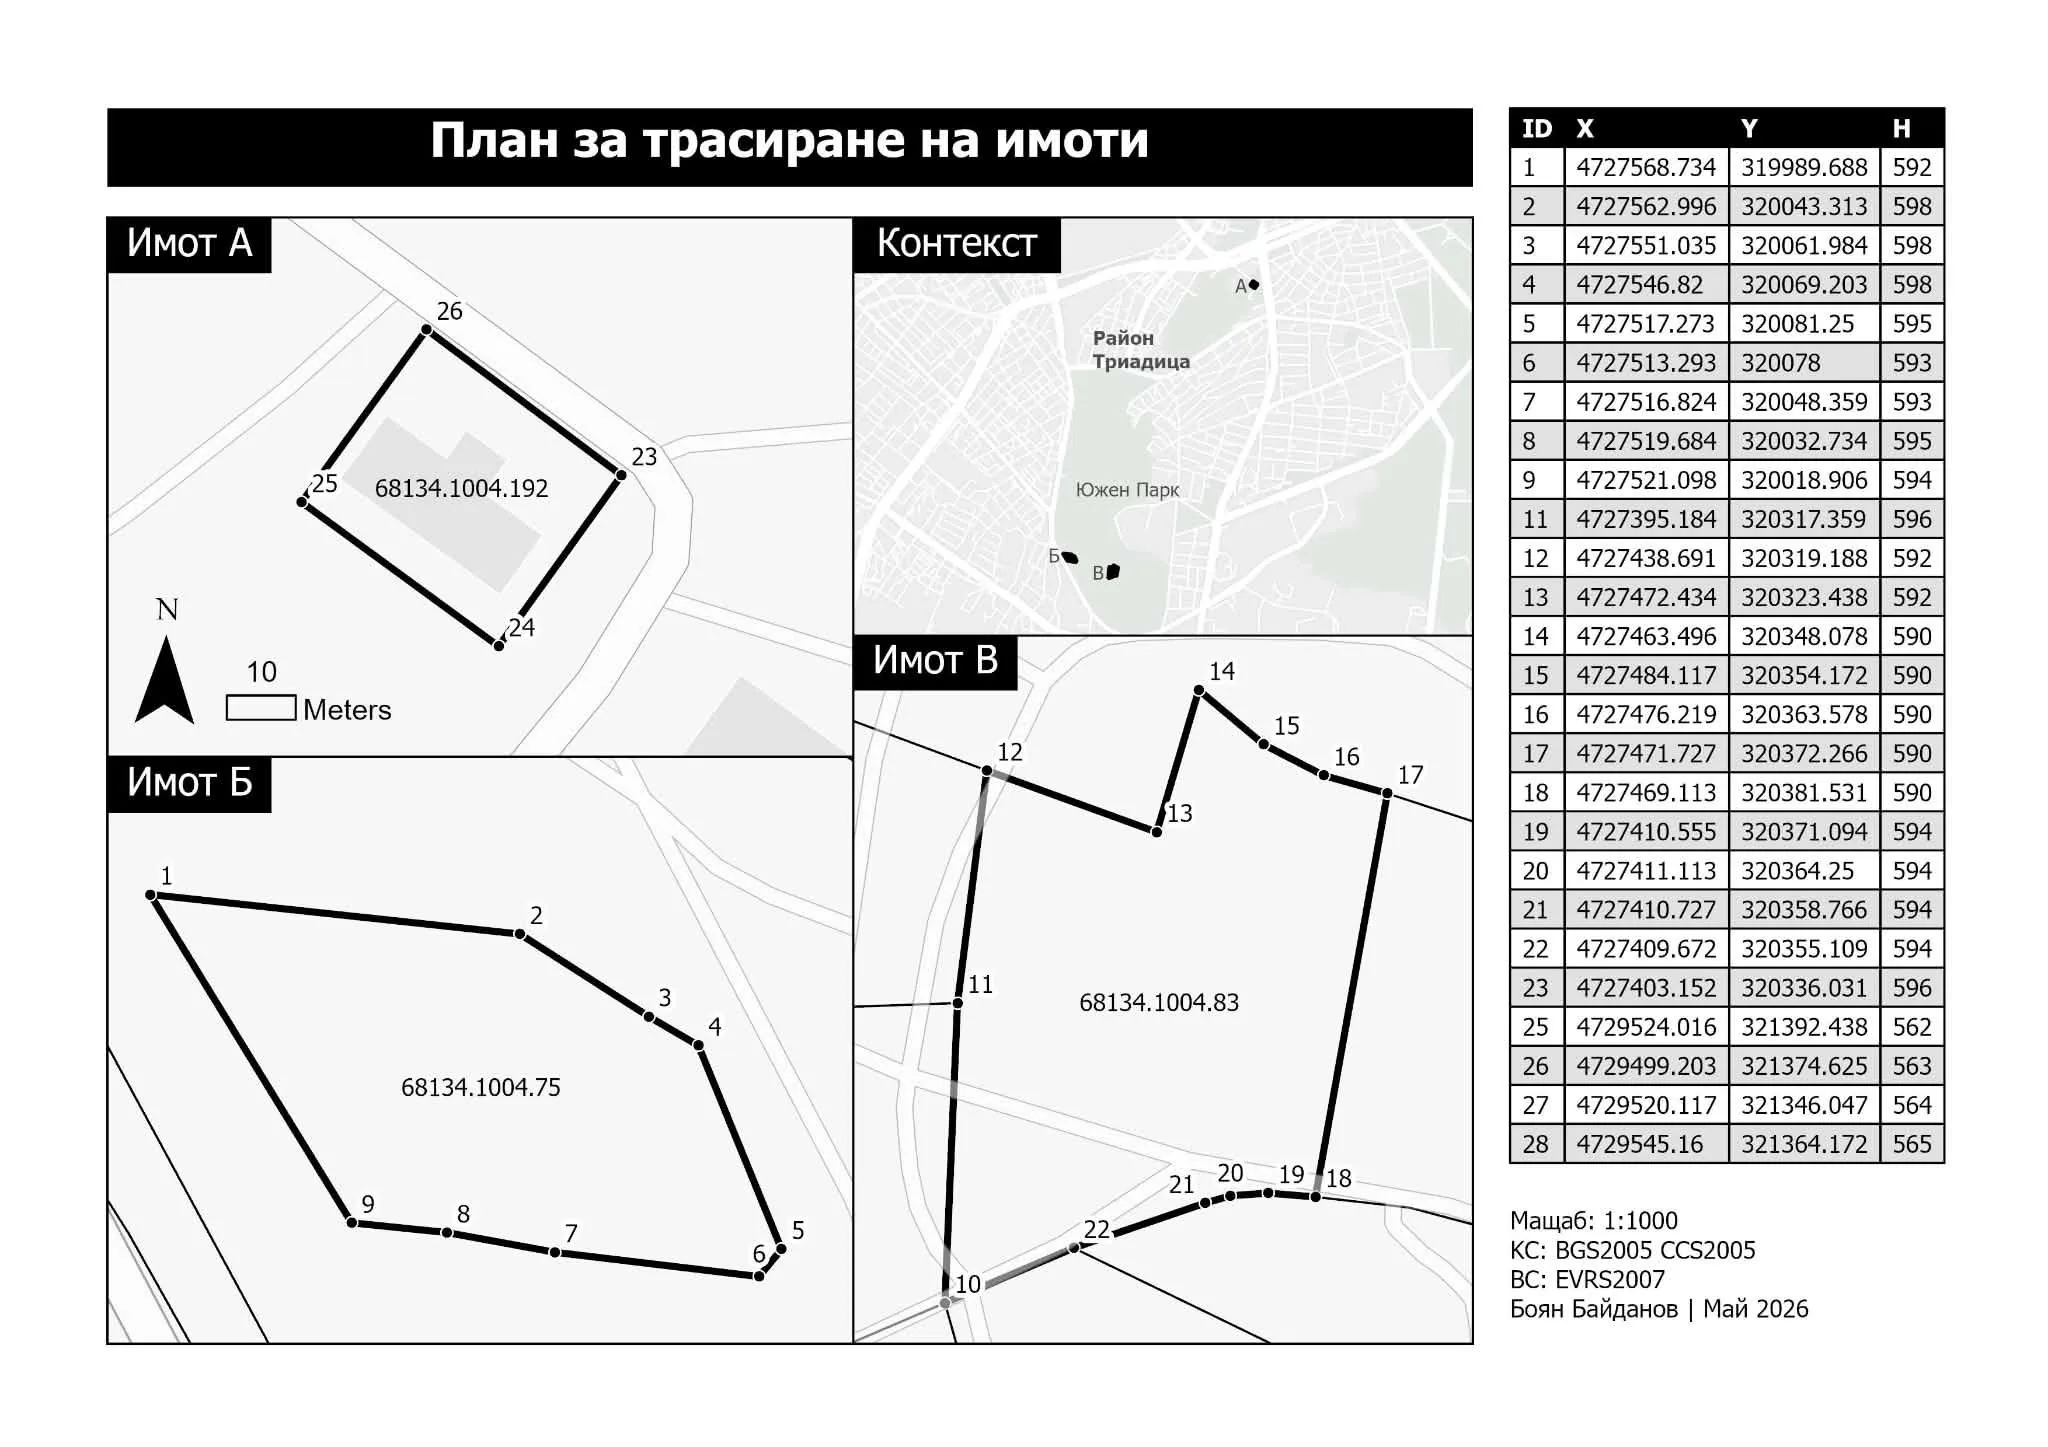 План за трасиране на имоти
Имот А
26
23
25
68134.1004.192
24
N
10
Meters
Контекст
А
Район
Триадица
Южен Парк
Б
В
Имот Б
1
2
3
4
68134.1004.75
9
8
7
6
5
Имот В
14
15
12
16
17
13
11
68134.1004.83
20
19
18
21
22
10
ID X Y H
1 4727568.734 319989.688 592
2 4727562.996 320043.313 598
3 4727551.035 320061.984 598
4 4727546.82 320069.203 598
5 4727517.273 320081.25 595
6 4727513.293 320078 593
7 4727516.824 320048.359 593
8 4727519.684 320032.734 595
9 4727521.098 320018.906 594
11 4727395.184 320317.359 596
12 4727438.691 320319.188 592
13 4727472.434 320323.438 592
14 4727463.496 320348.078 590
15 4727484.117 320354.172 590
16 4727476.219 320363.578 590
17 4727471.727 320372.266 590
18 4727469.113 320381.531 590
19 4727410.555 320371.094 594
20 4727411.113 320364.25 594
21 4727410.727 320358.766 594
22 4727409.672 320355.109 594
23 4727403.152 320336.031 596
25 4729524.016 321392.438 562
26 4729499.203 321374.625 563
27 4729520.117 321346.047 564
28 4729545.16 321364.172 565
Мащаб: 1:1000
КС: BGS2005 CCS2005
ВС: EVRS2007
Боян Байданов | Май 2026